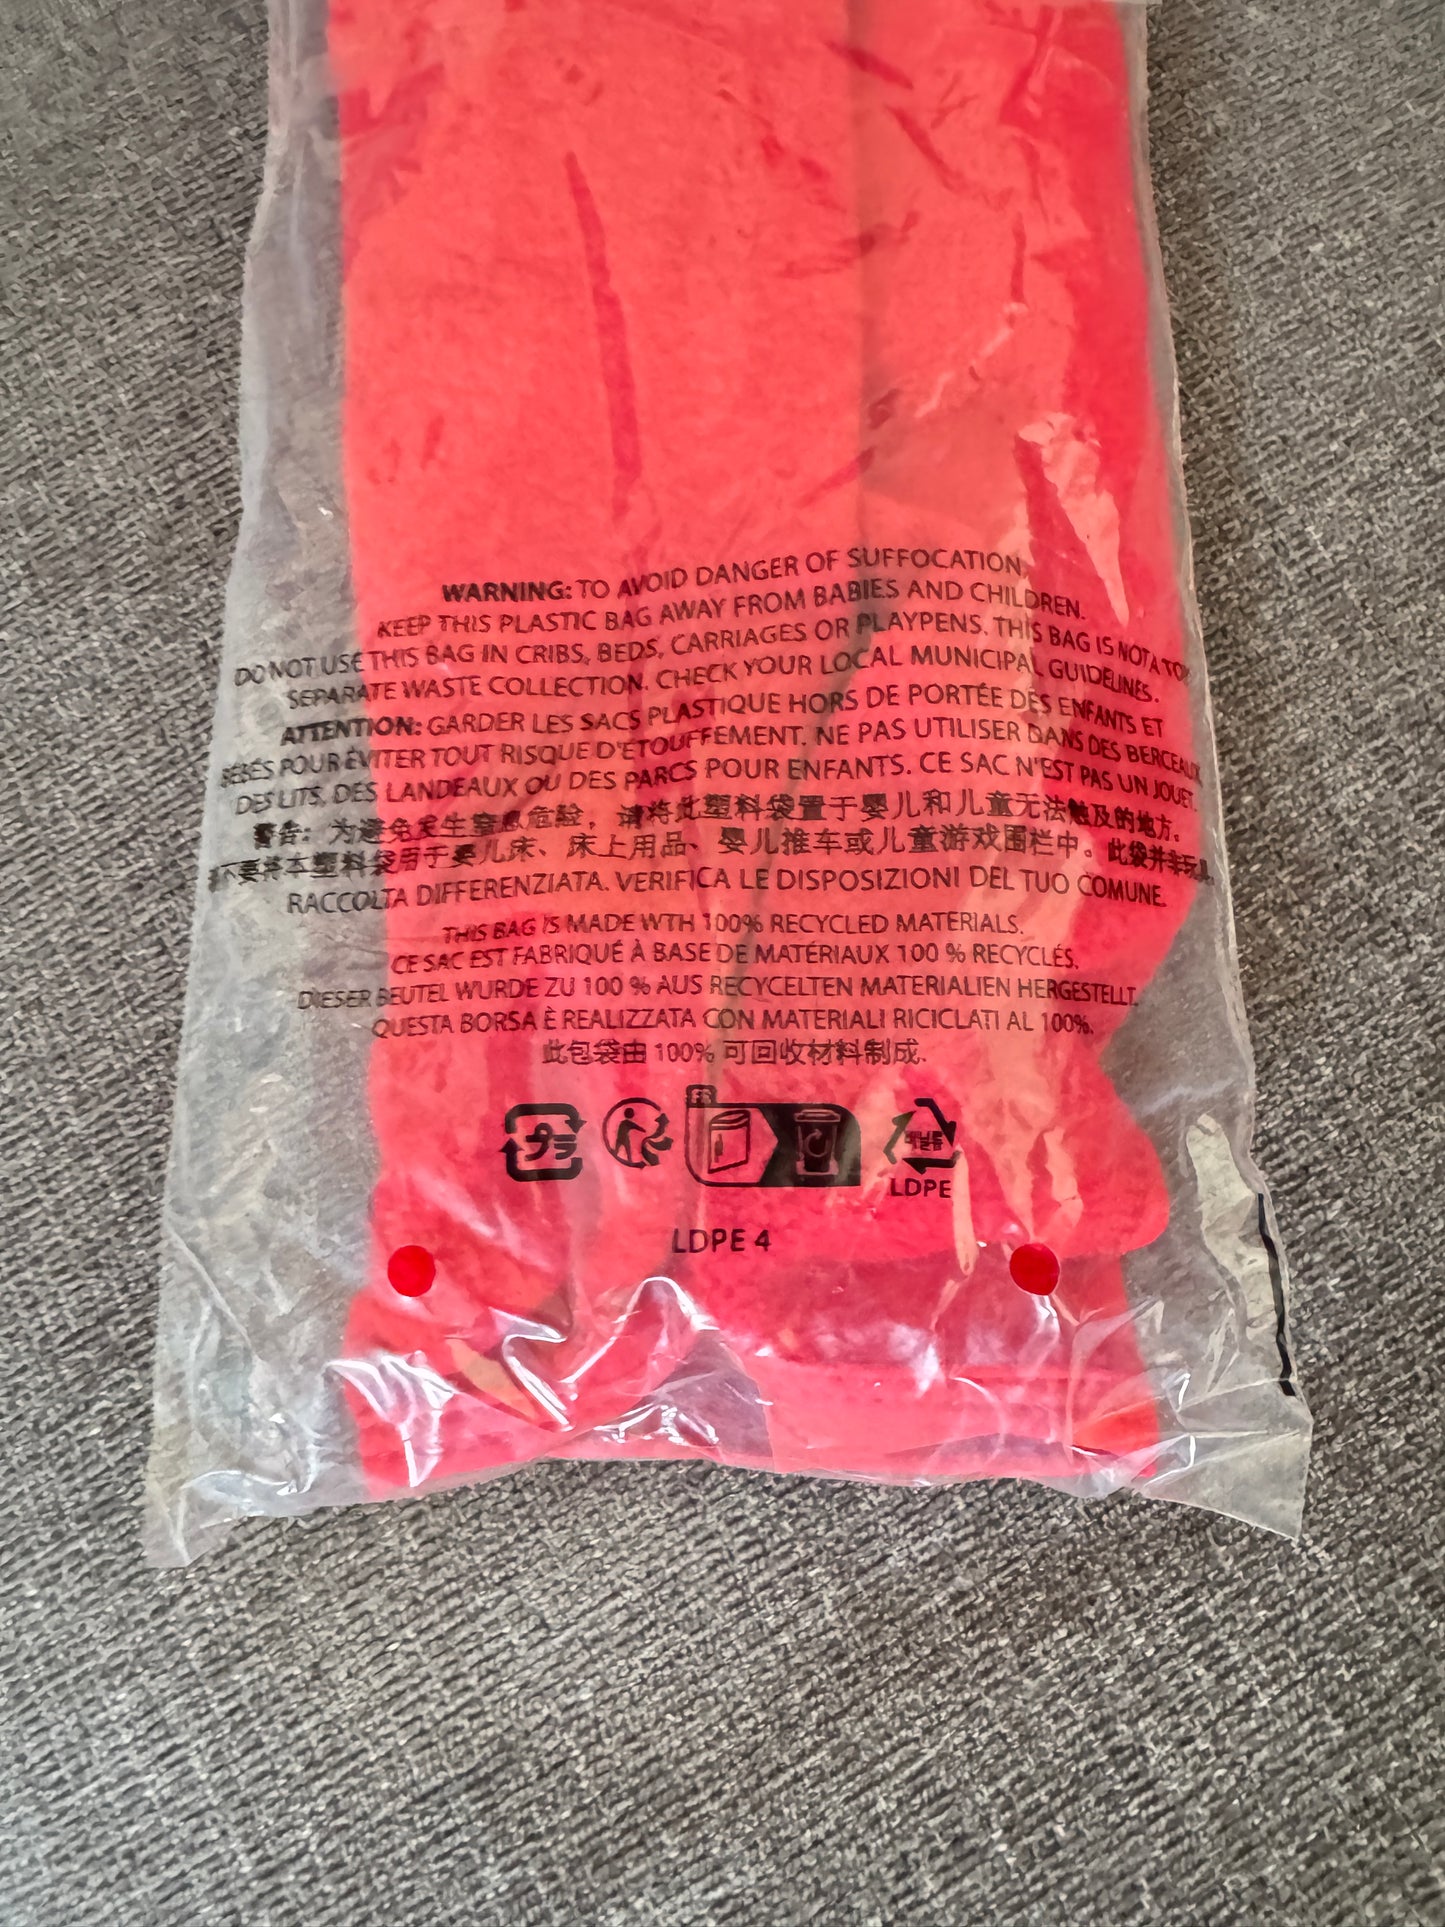 WARNING: TO AVOID DANGER OF SUFFOCATION,
KEEP THIS PLASTIC BAG AWAY FROM BABIES AND CHILDREN.
DO NOT USE THIS BAG IN CRIBS, BEDS, CARRIAGES OR PLAYPENS. THIS BAG IS NOT A TOY
SEPARATE WASTE COLLECTION. CHECK YOUR LOCAL MUNICIPAL GUIDELINES.
ATTENTION: GARDER LES SACS PLASTIQUE HORS DE PORTÉE DES ENFANTS ET
BÉBÉS POUR ÉVITER TOUT RISQUE D'ÉTOUFFEMENT. NE PAS UTILISER DANS DES BERCEAUX
DES LITS, DES LANDEAUX OU DES PARCS POUR ENFANTS. CE SAC N'EST PAS UN JOUET.
警告：为避免发生窒息危险，请将此塑料袋置于婴儿和儿童无法触及的地方.
不要将本塑料袋用于婴儿床、床上用品、婴儿推车或儿童游戏围栏中。此袋并非玩具
RACCOLTA DIFFERENZIATA. VERIFICA LE DISPOSIZIONI DEL TUO COMUNE.
THIS BAG IS MADE WTH 100% RECYCLED MATERIALS.
CE SAC EST FABRIQUÉ À BASE DE MATÉRIAUX 100 % RECYCLÉS.
DIESER BEUTEL WURDE ZU 100 % AUS RECYCELTEN MATERIALIEN HERGESTELLT.
QUESTA BORSA È REALIZZATA CON MATERIALI RICICLATI AL 100%.
此包袋由 100% 可回收材料制成.
プラ
FR
비닐류
LDPE
LDPE 4